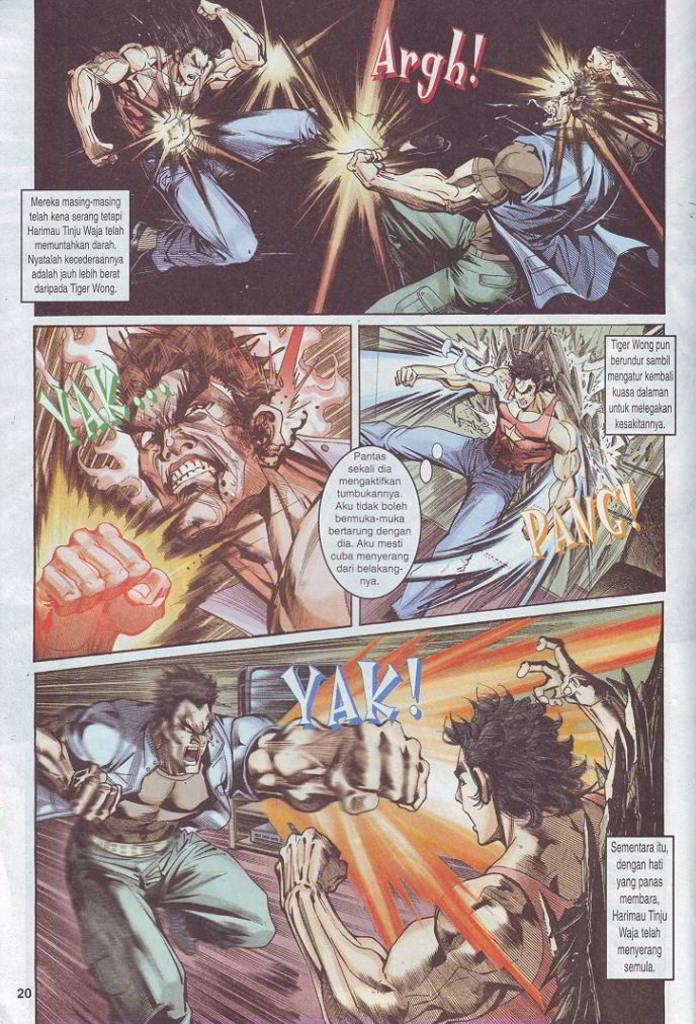 Argh!
Mereka masing-masing
telah kena serang tetapi
Harimau Tinju Waja telah
memuntahkan darah.
Nyatalah kecederaannya
adalah jauh lebih berat
daripada Tiger Wong.
YAK...
Tiger Wong pun
berundur sambil
mengatur kembali
kuasa dalaman
untuk melegakan
kesakitannya.
Pantas
sekali dia
mengaktifkan
tumbukannya.
Aku tidak boleh
bermuka-muka
bertarung dengan
dia. Aku mesti
cuba menyerang
dari belakang-
nya.
PANG!
YAK!
Sementara itu,
dengan hati
yang panas
membara,
Harimau Tinju
Waja telah
menyerang
semula.
20